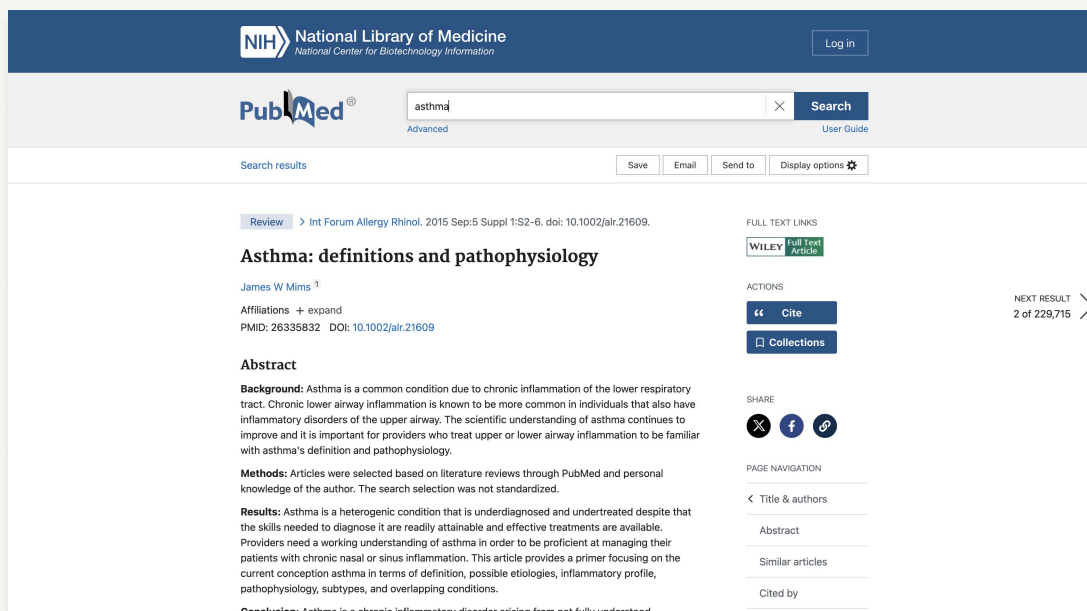 NIH National Library of Medicine
National Center for Biotechnology Information
Log in
PubMed®
asthma
Search
Advanced
User Guide
Search results
Save
Email
Send to
Display options
Review
Int Forum Allergy Rhinol. 2015 Sep:5 Suppl 1:S2-6. doi: 10.1002/alr.21609.
Asthma: definitions and pathophysiology
James W Mims 1
Affiliations + expand
PMID: 26335832 DOI: 10.1002/alr.21609
Abstract
Background: Asthma is a common condition due to chronic inflammation of the lower respiratory
tract. Chronic lower airway inflammation is known to be more common in individuals that also have
inflammatory disorders of the upper airway. The scientific understanding of asthma continues to
improve and it is important for providers who treat upper or lower airway inflammation to be familiar
with asthma's definition and pathophysiology.
Methods: Articles were selected based on literature reviews through PubMed and personal
knowledge of the author. The search selection was not standardized.
Results: Asthma is a heterogenic condition that is underdiagnosed and undertreated despite that
the skills needed to diagnose it are readily attainable and effective treatments are available.
Providers need a working understanding of asthma in order to be proficient at managing their
patients with chronic nasal or sinus inflammation. This article provides a primer focusing on the
current conception asthma in terms of definition, possible etiologies, inflammatory profile,
pathophysiology, subtypes, and overlapping conditions.
Conclusion: Asthma is a chronic inflammatory disorder arising from not fully understood
FULL TEXT LINKS
WILEY Full Text
Article
ACTIONS
Cite
Collections
SHARE
PAGE NAVIGATION
Title & authors
Abstract
Similar articles
Cited by
NEXT RESULT
2 of 229,715